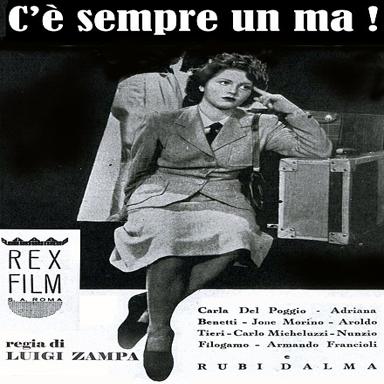 C'è sempre un ma !
REX
FILM
S. A. ROMA
regia di
LUIGI ZAMPA
Carla Del Poggio - Adriana
Benetti - Jone Morino - Aroldo
Tieri - Carlo Micheluzzi - Nunzio
Filogamo - Armando Francioli
e
RUBI DALMA